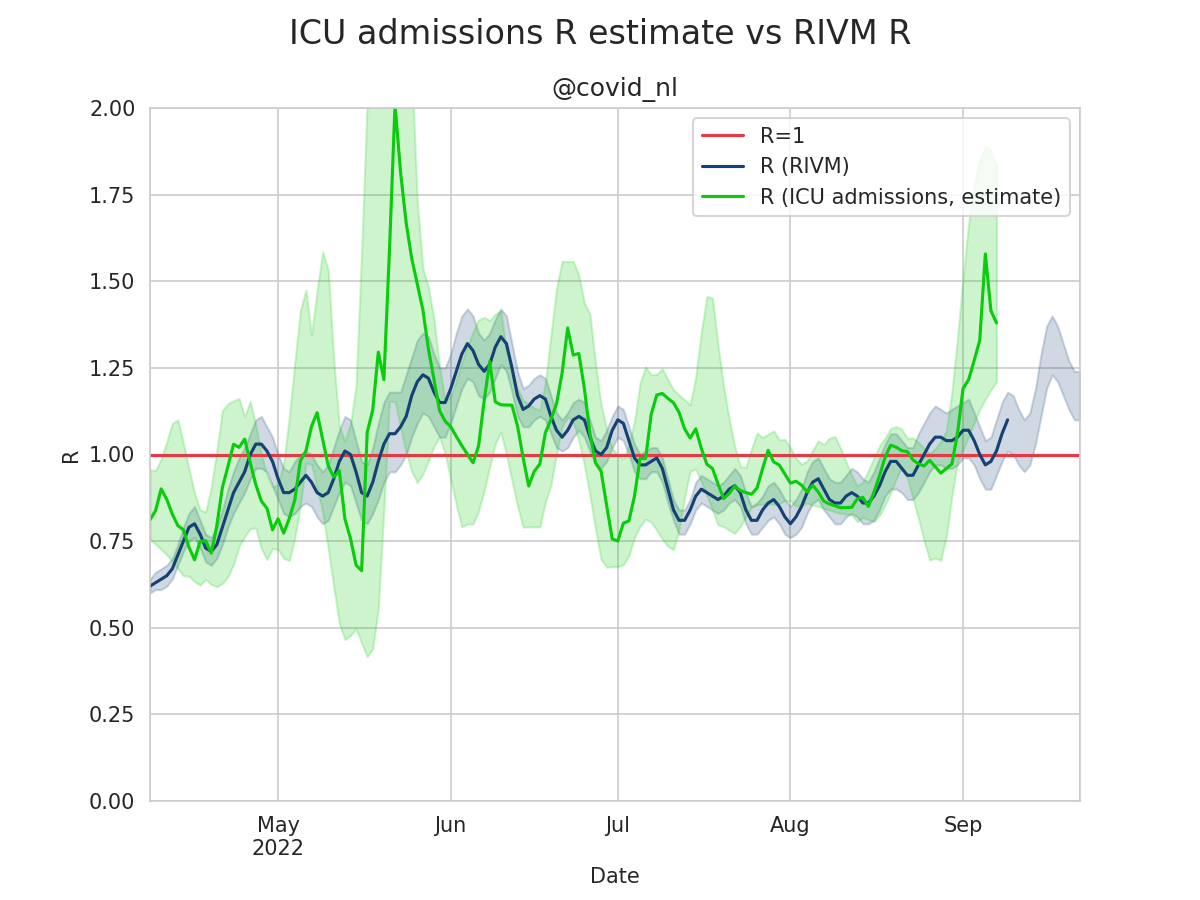 ICU admissions R estimate vs RIVM R
@covid_nl
R=1
R (RIVM)
R (ICU admissions, estimate)
2.00
1.75
1.50
1.25
1.00
0.75
0.50
0.25
0.00
R
May
2022
Jun
Jul
Aug
Sep
Date